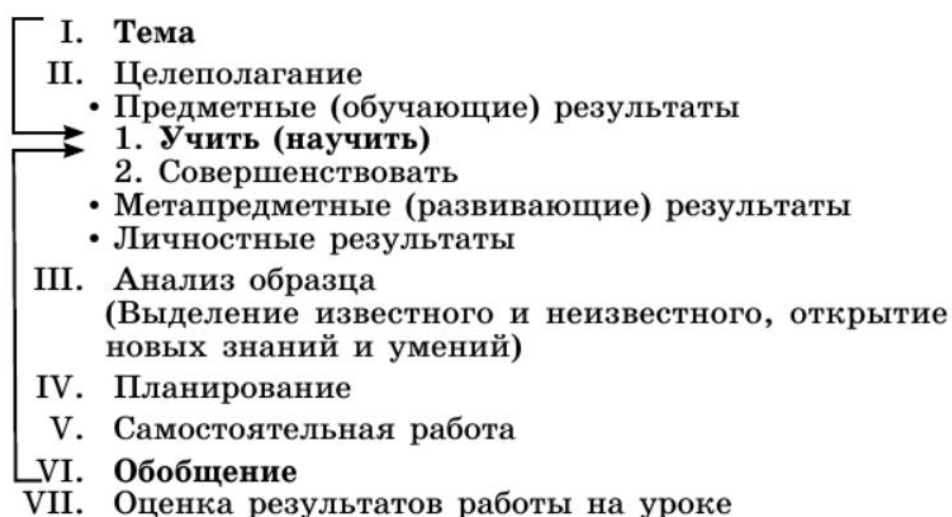 I. Тема
II. Целеполагание
• Предметные (обучающие) результаты
1. Учить (научить)
2. Совершенствовать
• Метапредметные (развивающие) результаты
• Личностные результаты
III. Анализ образца
(Выделение известного и неизвестного, открытие
новых знаний и умений)
IV. Планирование
V. Самостоятельная работа
VI. Обобщение
VII. Оценка результатов работы на уроке